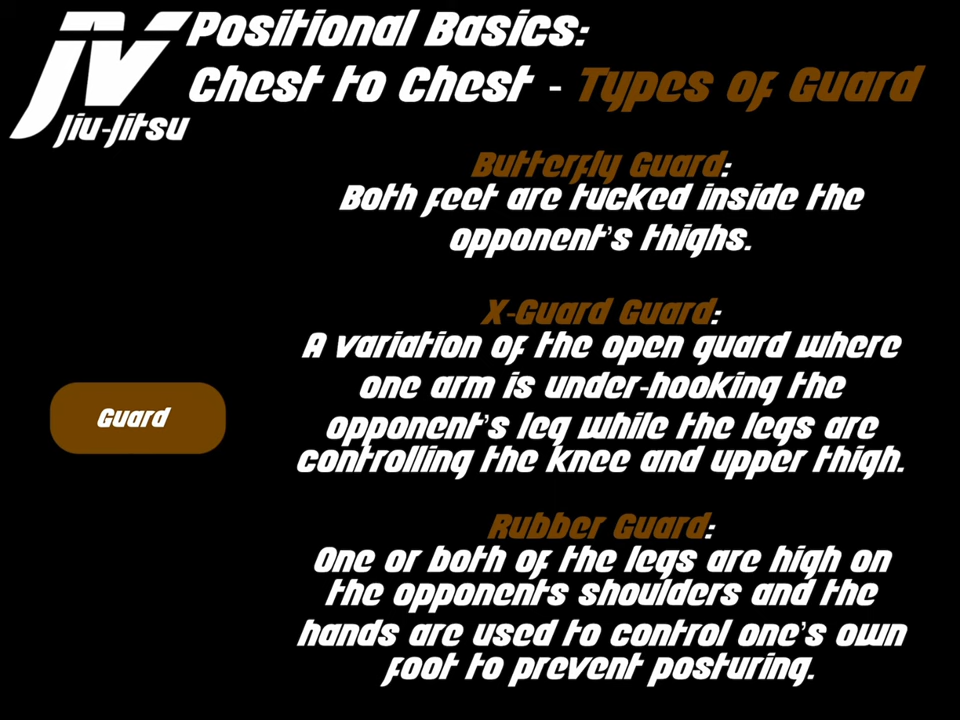 JV
Jiu-Jitsu
Positional Basics:
Chest to Chest - Types of Guard
Butterfly Guard:
Both feet are tucked inside the
opponent's thighs.
X-Guard Guard:
A variation of the open guard where
one arm is under-hooking the
opponent's leg while the legs are
controlling the knee and upper thigh.
Guard
Rubber Guard:
One or both of the legs are high on
the opponents shoulders and the
hands are used to control one's own
foot to prevent posturing.